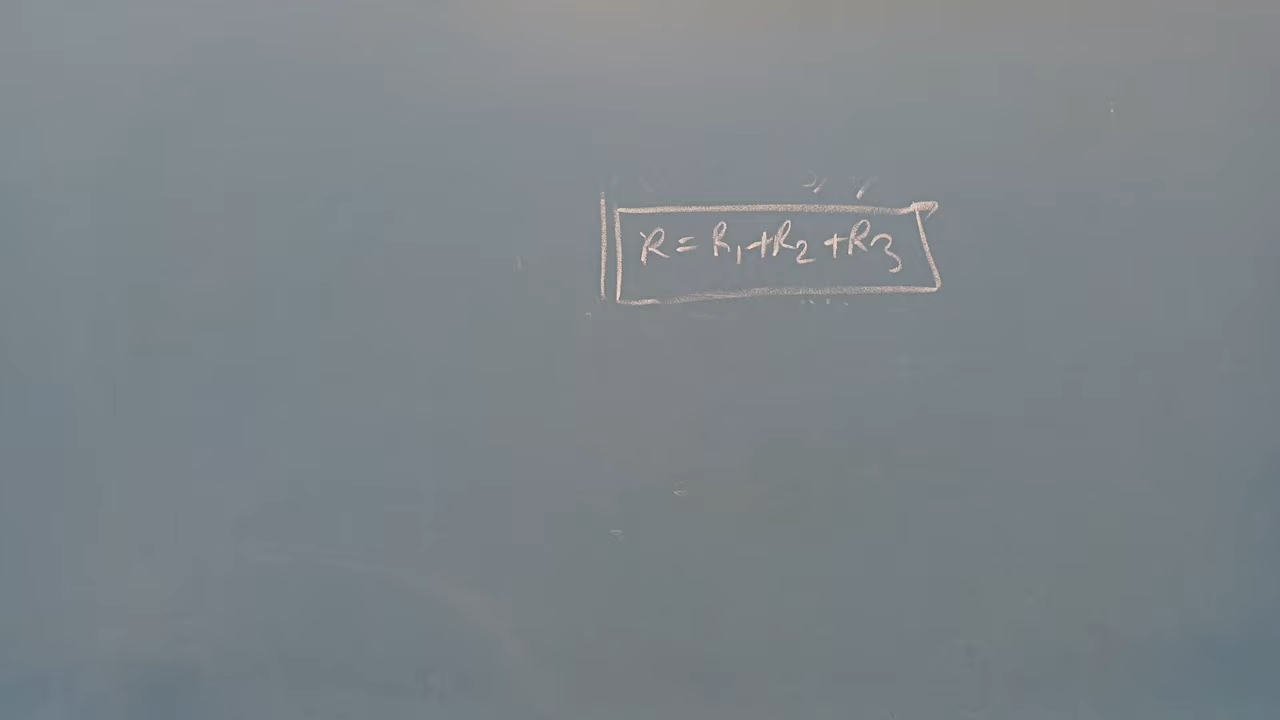 R = R₁ + R₂ + R₃